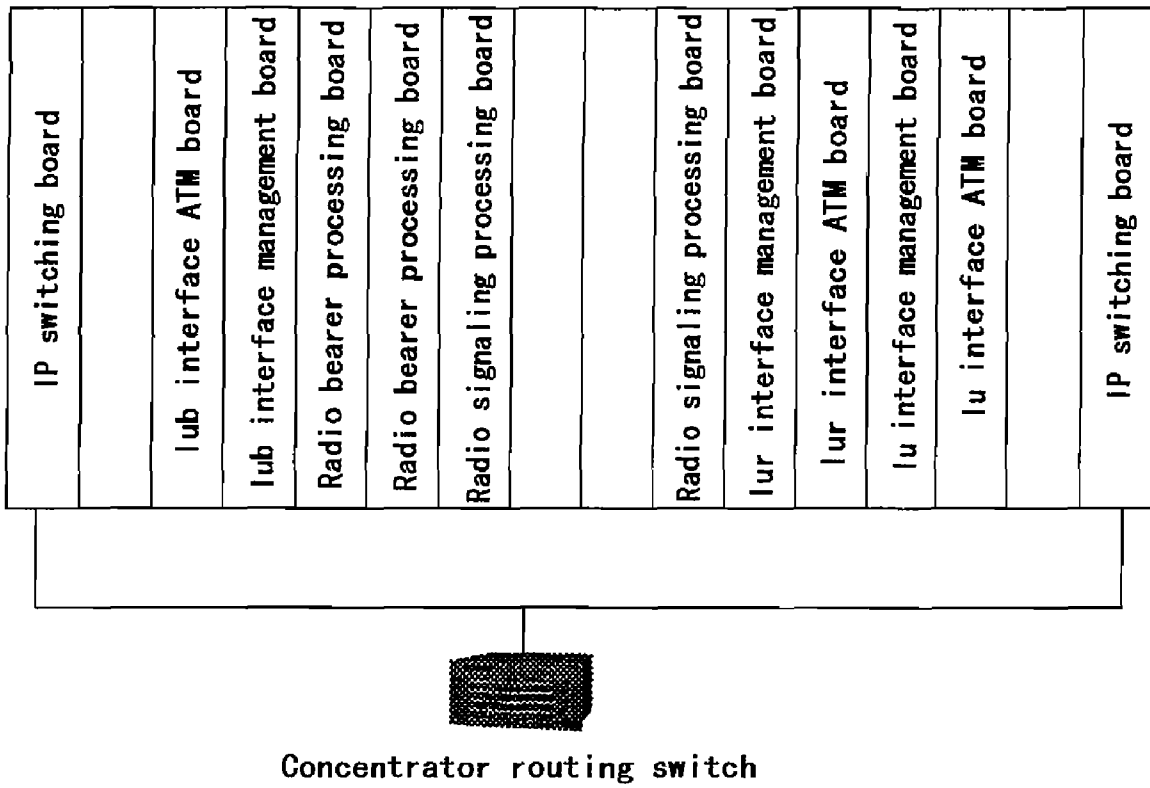 IP switching board
Iub interface ATM board
Iub interface management board
Radio bearer processing board
Radio bearer processing board
Radio signaling processing board
Radio signaling processing board
Iur interface management board
Iur interface ATM board
Iu interface management board
Iu interface ATM board
IP switching board
Concentrator routing switch